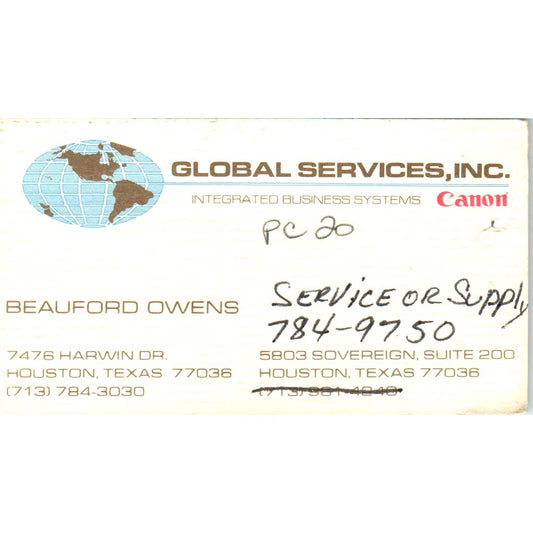 GLOBAL SERVICES, INC.
INTEGRATED BUSINESS SYSTEMS Canon
PC 20
BEAUFORD OWENS
SERVICE OR Supply
784-9750
7476 HARWIN DR.
HOUSTON, TEXAS 77036
(713) 784-3030
5803 SOVEREIGN, SUITE 200
HOUSTON, TEXAS 77036